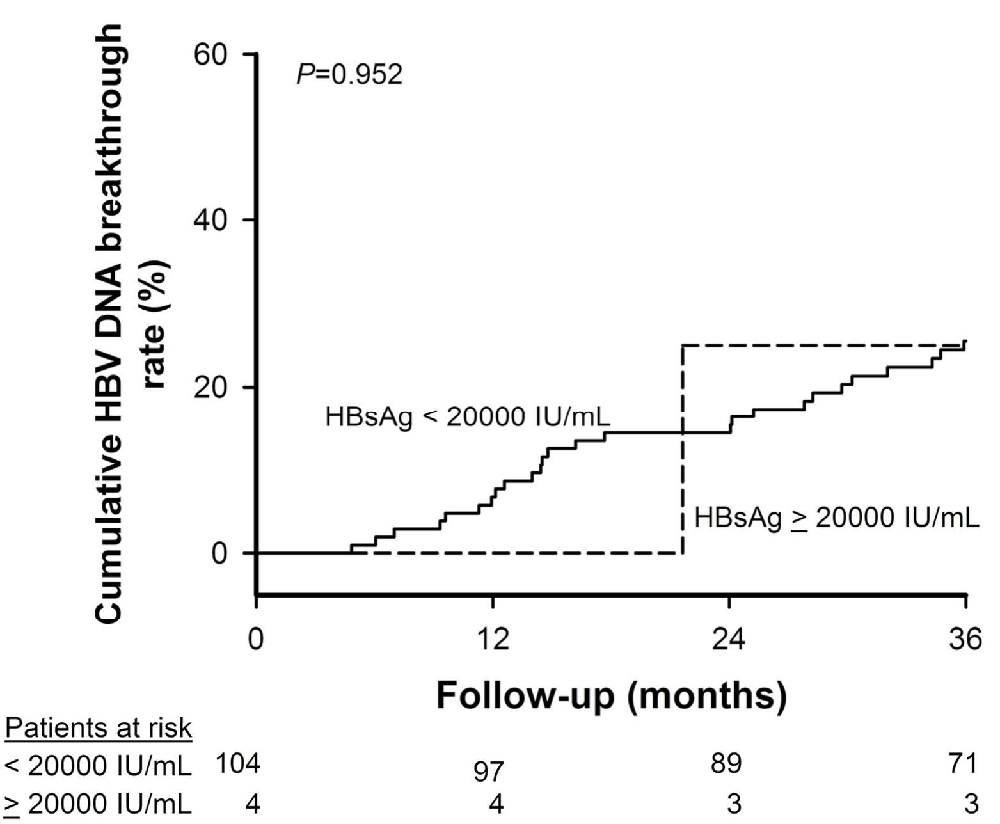 Cumulative HBV DNA breakthrough
rate (%)
60
40
20
0
P=0.952
HBsAg < 20000 IU/mL
HBsAg ≥ 20000 IU/mL
0 12 24 36
Follow-up (months)
Patients at risk
< 20000 IU/mL 104 97 89 71
≥ 20000 IU/mL 4 4 3 3